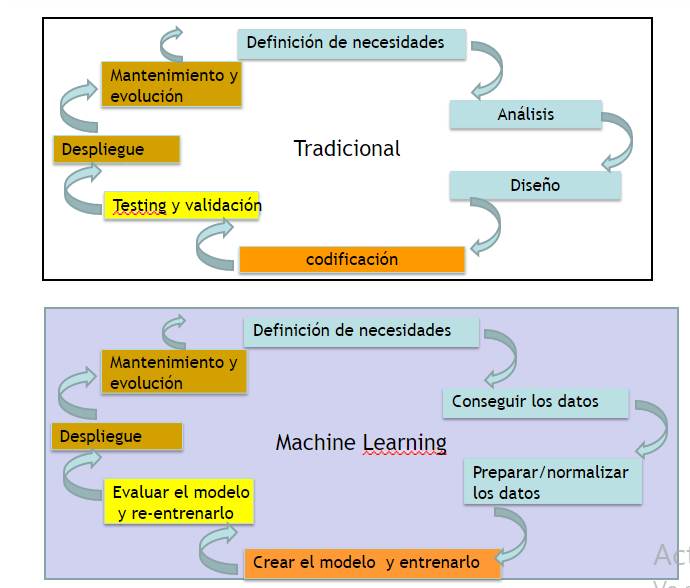 Definición de necesidades
Mantenimiento y
evolución
Análisis
Despliegue
Tradicional
Diseño
Testing y validación
codificación
Definición de necesidades
Mantenimiento y
evolución
Conseguir los datos
Despliegue
Machine Learning
Preparar/normalizar
los datos
Evaluar el modelo
y re-entrenarlo
Crear el modelo y entrenarlo